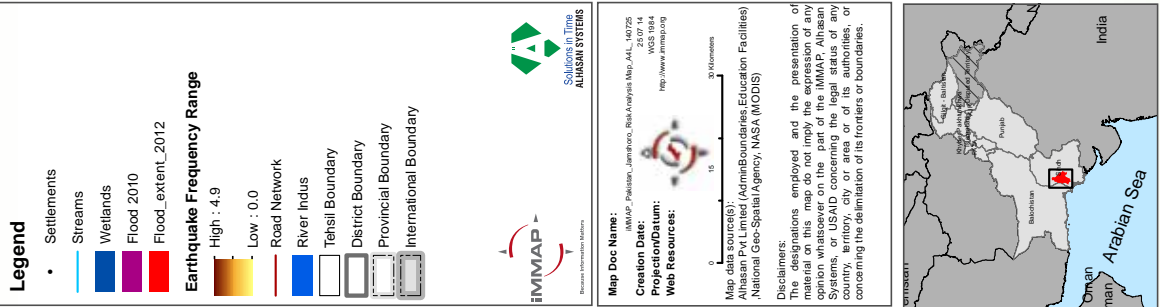 Legend
Settlements
Streams
Wetlands
Flood 2010
Flood_extent_2012
Earthquake Frequency Range
High : 4.9
Low : 0.0
Road Network
River Indus
Tehsil Boundary
District Boundary
Provincial Boundary
International Boundary
iMMAP
Because Information Matters
Solutions in Time
ALHASAN SYSTEMS
Map Doc Name:
iMMAP_Pakistan_Jamshoro_RiskAnalysis Map_A4L_140725
Creation Date:
25 07 14
Projection/Datum:
WGS 1984
Web Resources:
http://www.immap.org
0
15
30 Kilometers
Map data source(s):
Alhasan Pvt Limited (AdminBoundaries,Education Facilities)
,National Geo-Spatial Agency, NASA (MODIS)
Disclaimers:
The designations employed and the presentation of
material on this map do not imply the expression of any
opinion whatsoever on the part of the iMMAP, Alhasan
Systems, or USAID concerning the legal status of any
country, territory, city or area or of its authorities, or
concerning the delimitation of its frontiers or boundaries.
India
Punjab
Balochistan
Arabian Sea
Oman